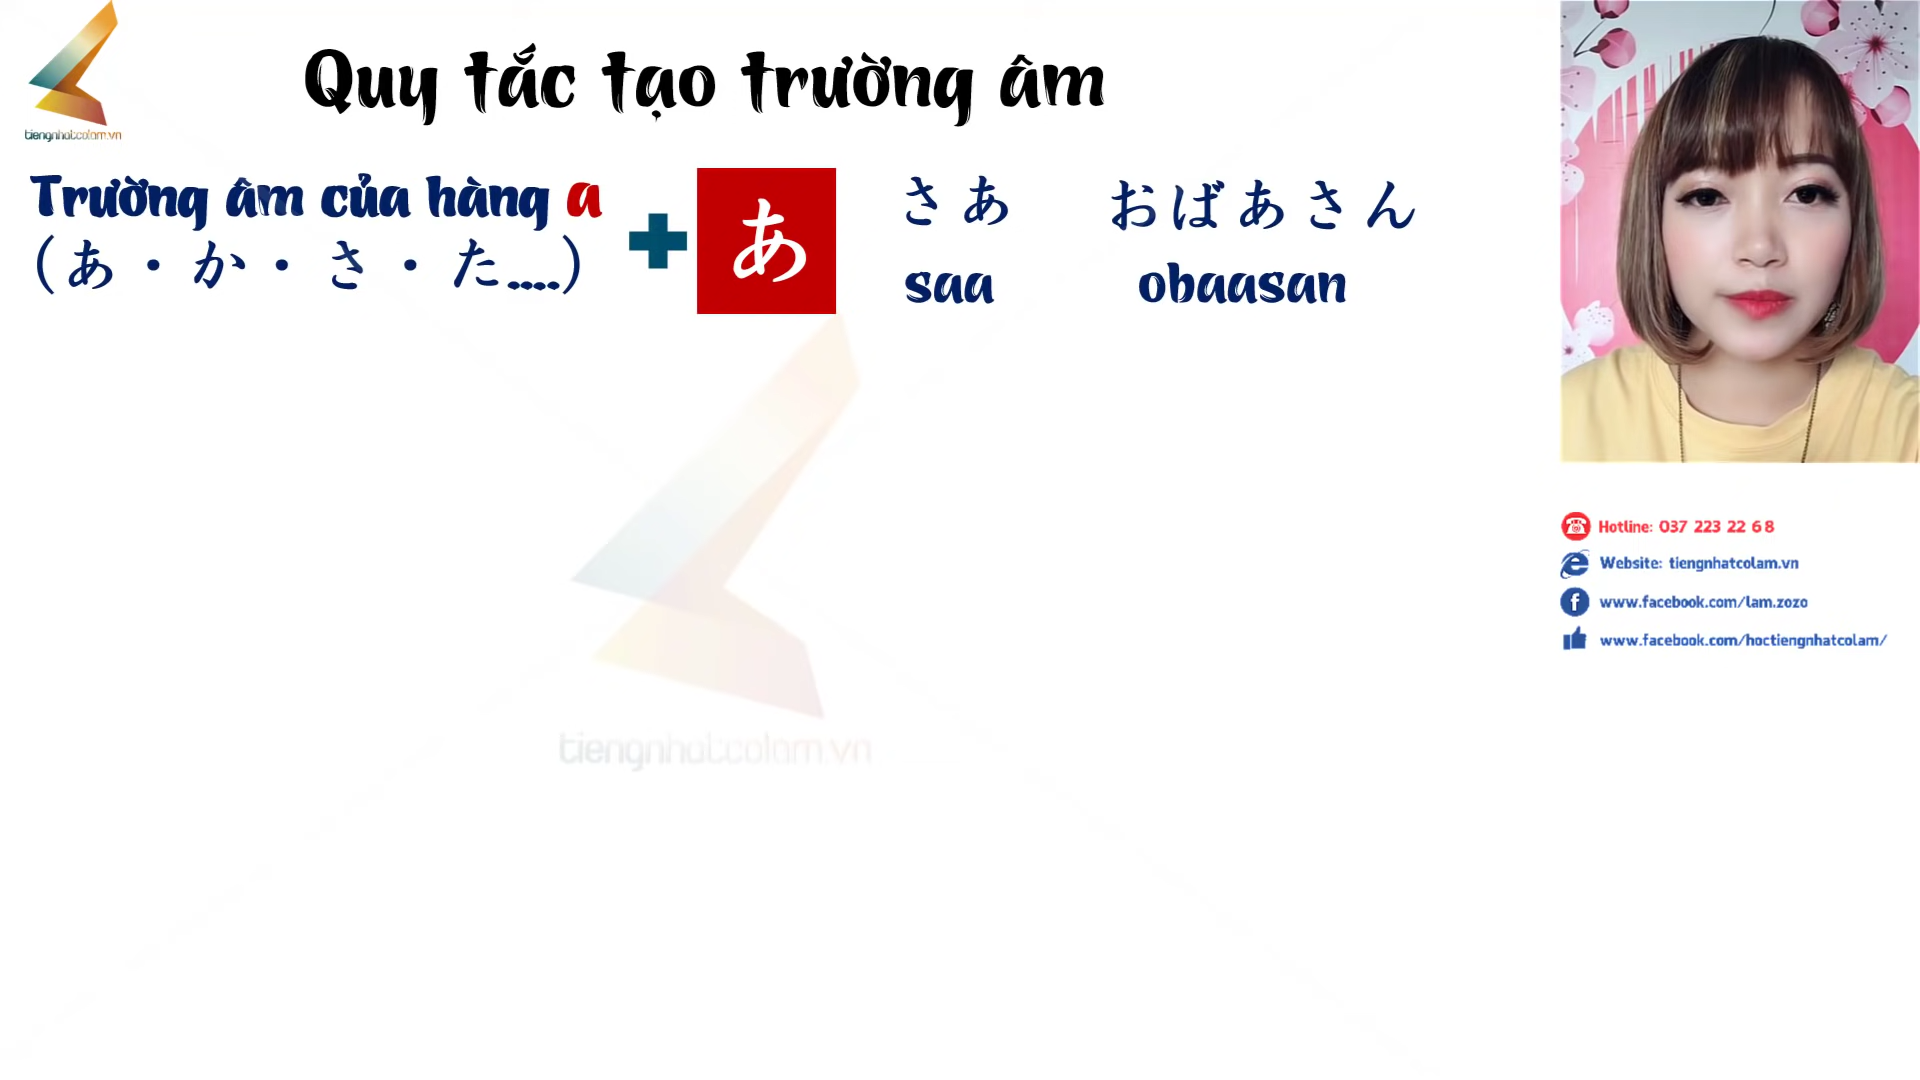 tiengnhatcolam.vn
Quy tắc tạo trường âm
Trường âm của hàng a
(あ・か・さ・た....)
+
あ
さあ
saa
おばあさん
obaasan
Hotline: 037 223 22 68
Website: tiengnhatcolam.vn
www.facebook.com/lam.zozo
www.facebook.com/hoctiengnhatcolam/
tiengnhatcolam.vn